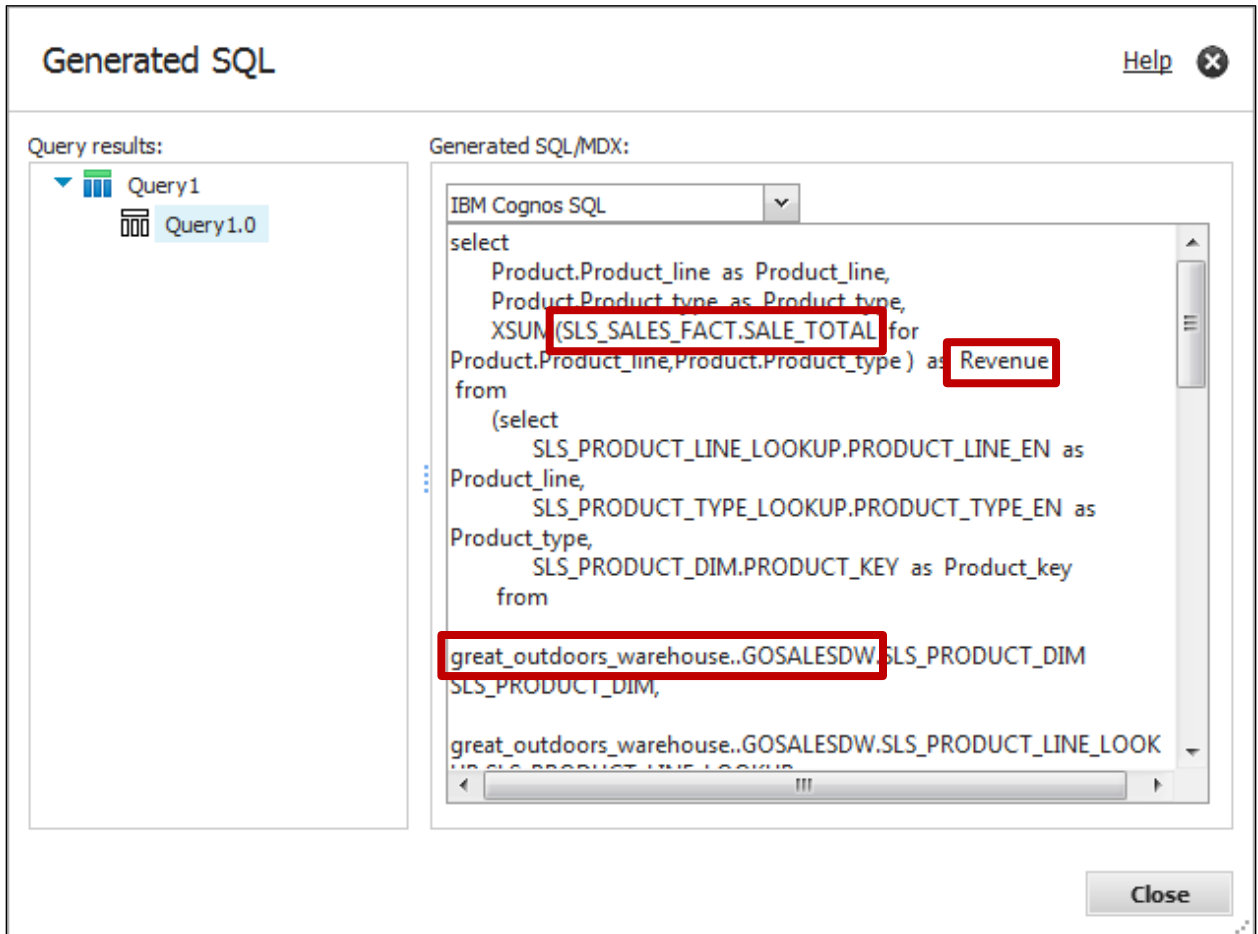 Generated SQL
Help
Query results:
Generated SQL/MDX:
Query1
Query1.0
IBM Cognos SQL
select
Product.Product_line as Product_line,
Product.Product_type as Product_type,
XSUM(SLS_SALES_FACT.SALE_TOTAL for
Product.Product_line,Product.Product_type ) as Revenue
from
(select
SLS_PRODUCT_LINE_LOOKUP.PRODUCT_LINE_EN as
Product_line,
SLS_PRODUCT_TYPE_LOOKUP.PRODUCT_TYPE_EN as
Product_type,
SLS_PRODUCT_DIM.PRODUCT_KEY as Product_key
from
great_outdoors_warehouse..GOSALESDW.SLS_PRODUCT_DIM
SLS_PRODUCT_DIM,
great_outdoors_warehouse..GOSALESDW.SLS_PRODUCT_LINE_LOOK
UP SLS_PRODUCT_LINE_LOOKUP
Close